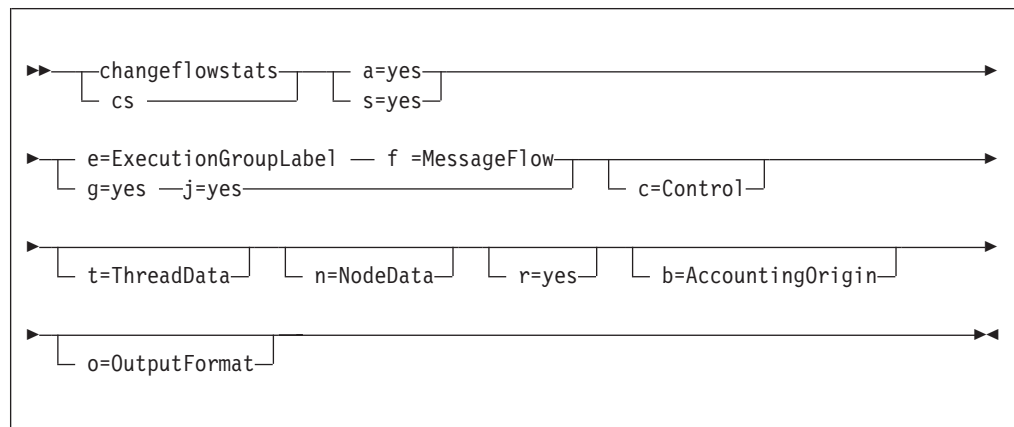 changeflowstats a=yes
cs s=yes
e=ExecutionGroupLabel f =MessageFlow
g=yes j=yes c=Control
t=ThreadData n=NodeData r=yes b=AccountingOrigin
o=OutputFormat